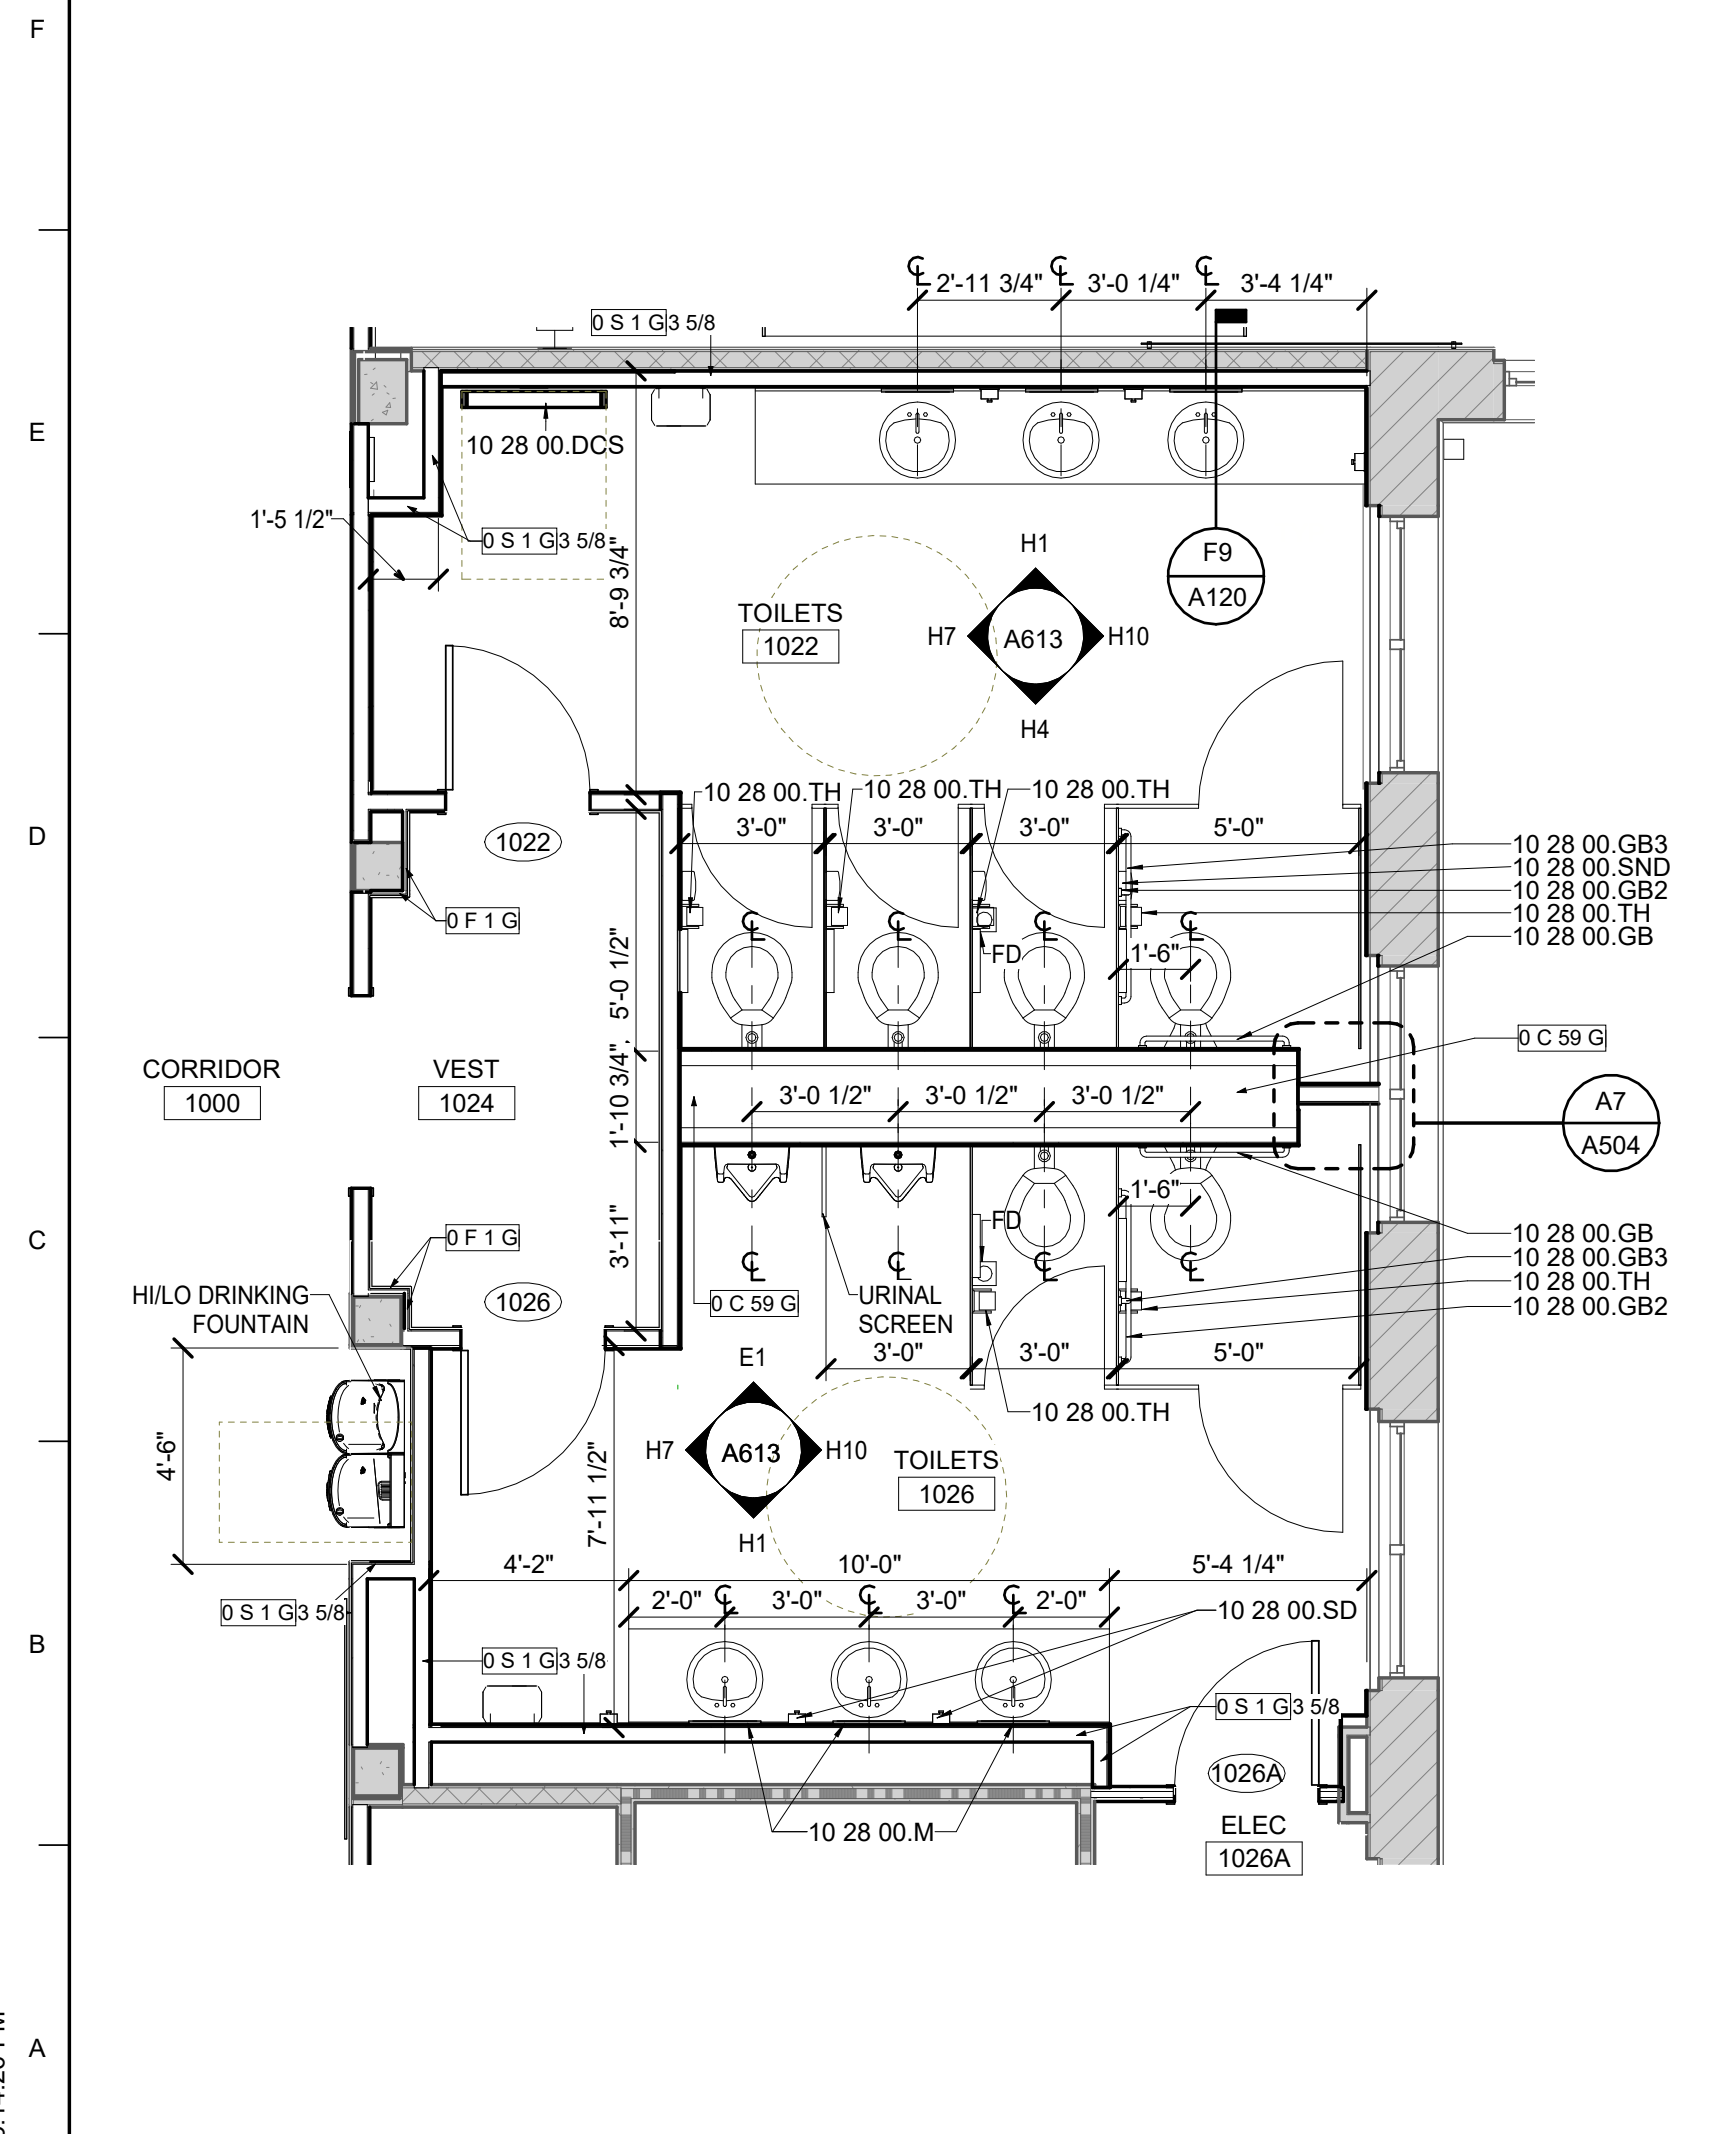 F
E
D
C
B
A
2'-11 3/4"
3'-0 1/4"
3'-4 1/4"
0 S 1 G 3 5/8
10 28 00.DCS
1'-5 1/2"
0 S 1 G 3 5/8
8'-9 3/4"
F9
A120
H1
TOILETS
1022
H7
A613
H10
H4
10 28 00.TH
10 28 00.TH
10 28 00.TH
3'-0"
3'-0"
3'-0"
5'-0"
1022
10 28 00.GB3
10 28 00.SND
10 28 00.GB2
10 28 00.TH
10 28 00.GB
0 F 1 G
FD
1'-6"
5'-0 1/2"
0 C 59 G
CORRIDOR
1000
VEST
1024
1'-10 3/4"
3'-0 1/2"
3'-0 1/2"
3'-0 1/2"
A7
A504
1'-6"
FD
3'-11"
0 F 1 G
10 28 00.GB
10 28 00.GB3
10 28 00.TH
10 28 00.GB2
HI/LO DRINKING
FOUNTAIN
1026
0 C 59 G
URINAL
SCREEN
3'-0"
3'-0"
5'-0"
E1
10 28 00.TH
H7
A613
H10
H1
TOILETS
1026
4'-6"
7'-11 1/2"
4'-2"
10'-0"
5'-4 1/4"
2'-0"
3'-0"
3'-0"
2'-0"
0 S 1 G 3 5/8
10 28 00.SD
0 S 1 G 3 5/8
0 S 1 G 3 5/8
1026A
10 28 00.M
ELEC
1026A